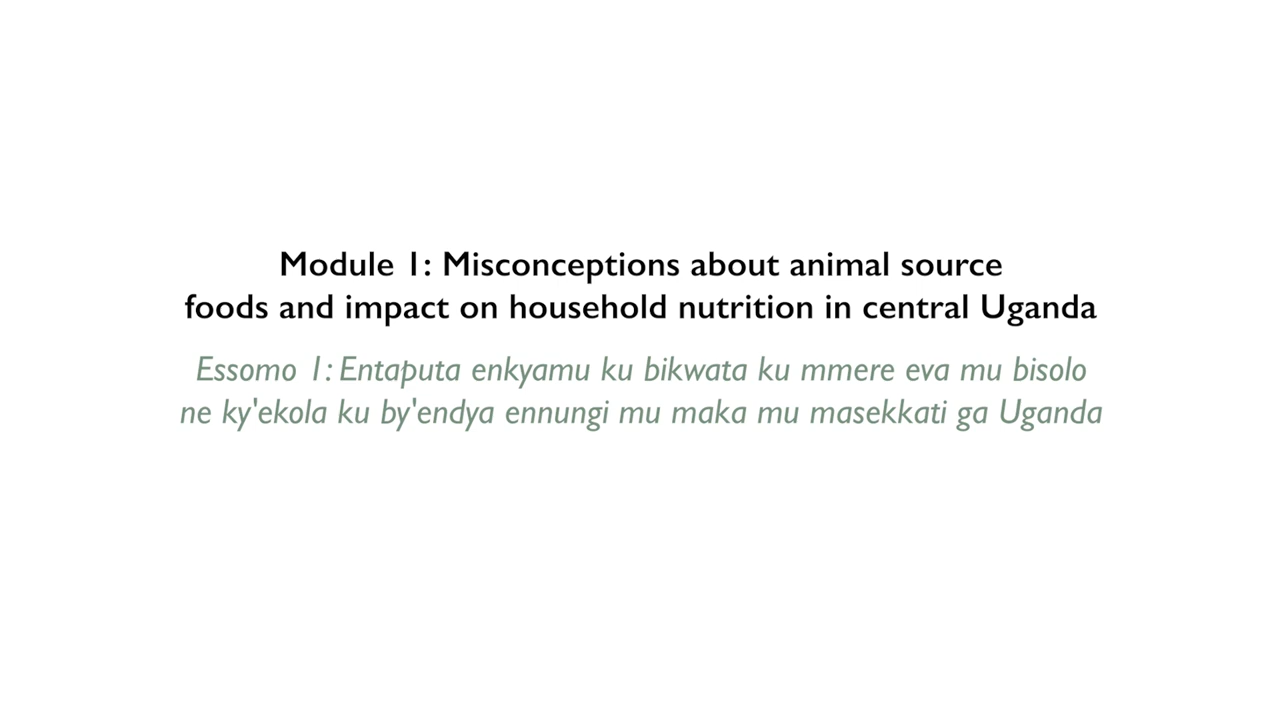 Module 1: Misconceptions about animal source
foods and impact on household nutrition in central Uganda
Essomo 1: Entaputa enkyamu ku bikwata ku mmere eva mu bisolo
ne ky'ekola ku by'endya ennungi mu maka mu masekkati ga Uganda